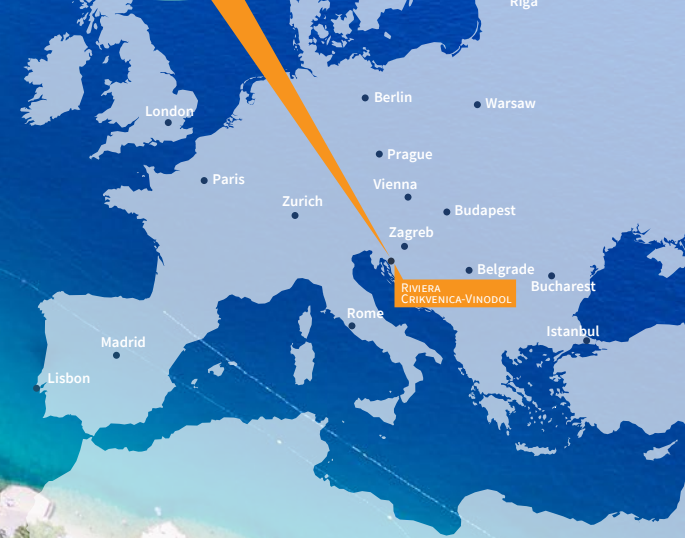 Riga
Berlin
Warsaw
London
Prague
Paris
Vienna
Zurich
Budapest
Zagreb
Belgrade
Bucharest
Riviera
Crikvenica-Vinodol
Rome
Istanbul
Madrid
Lisbon